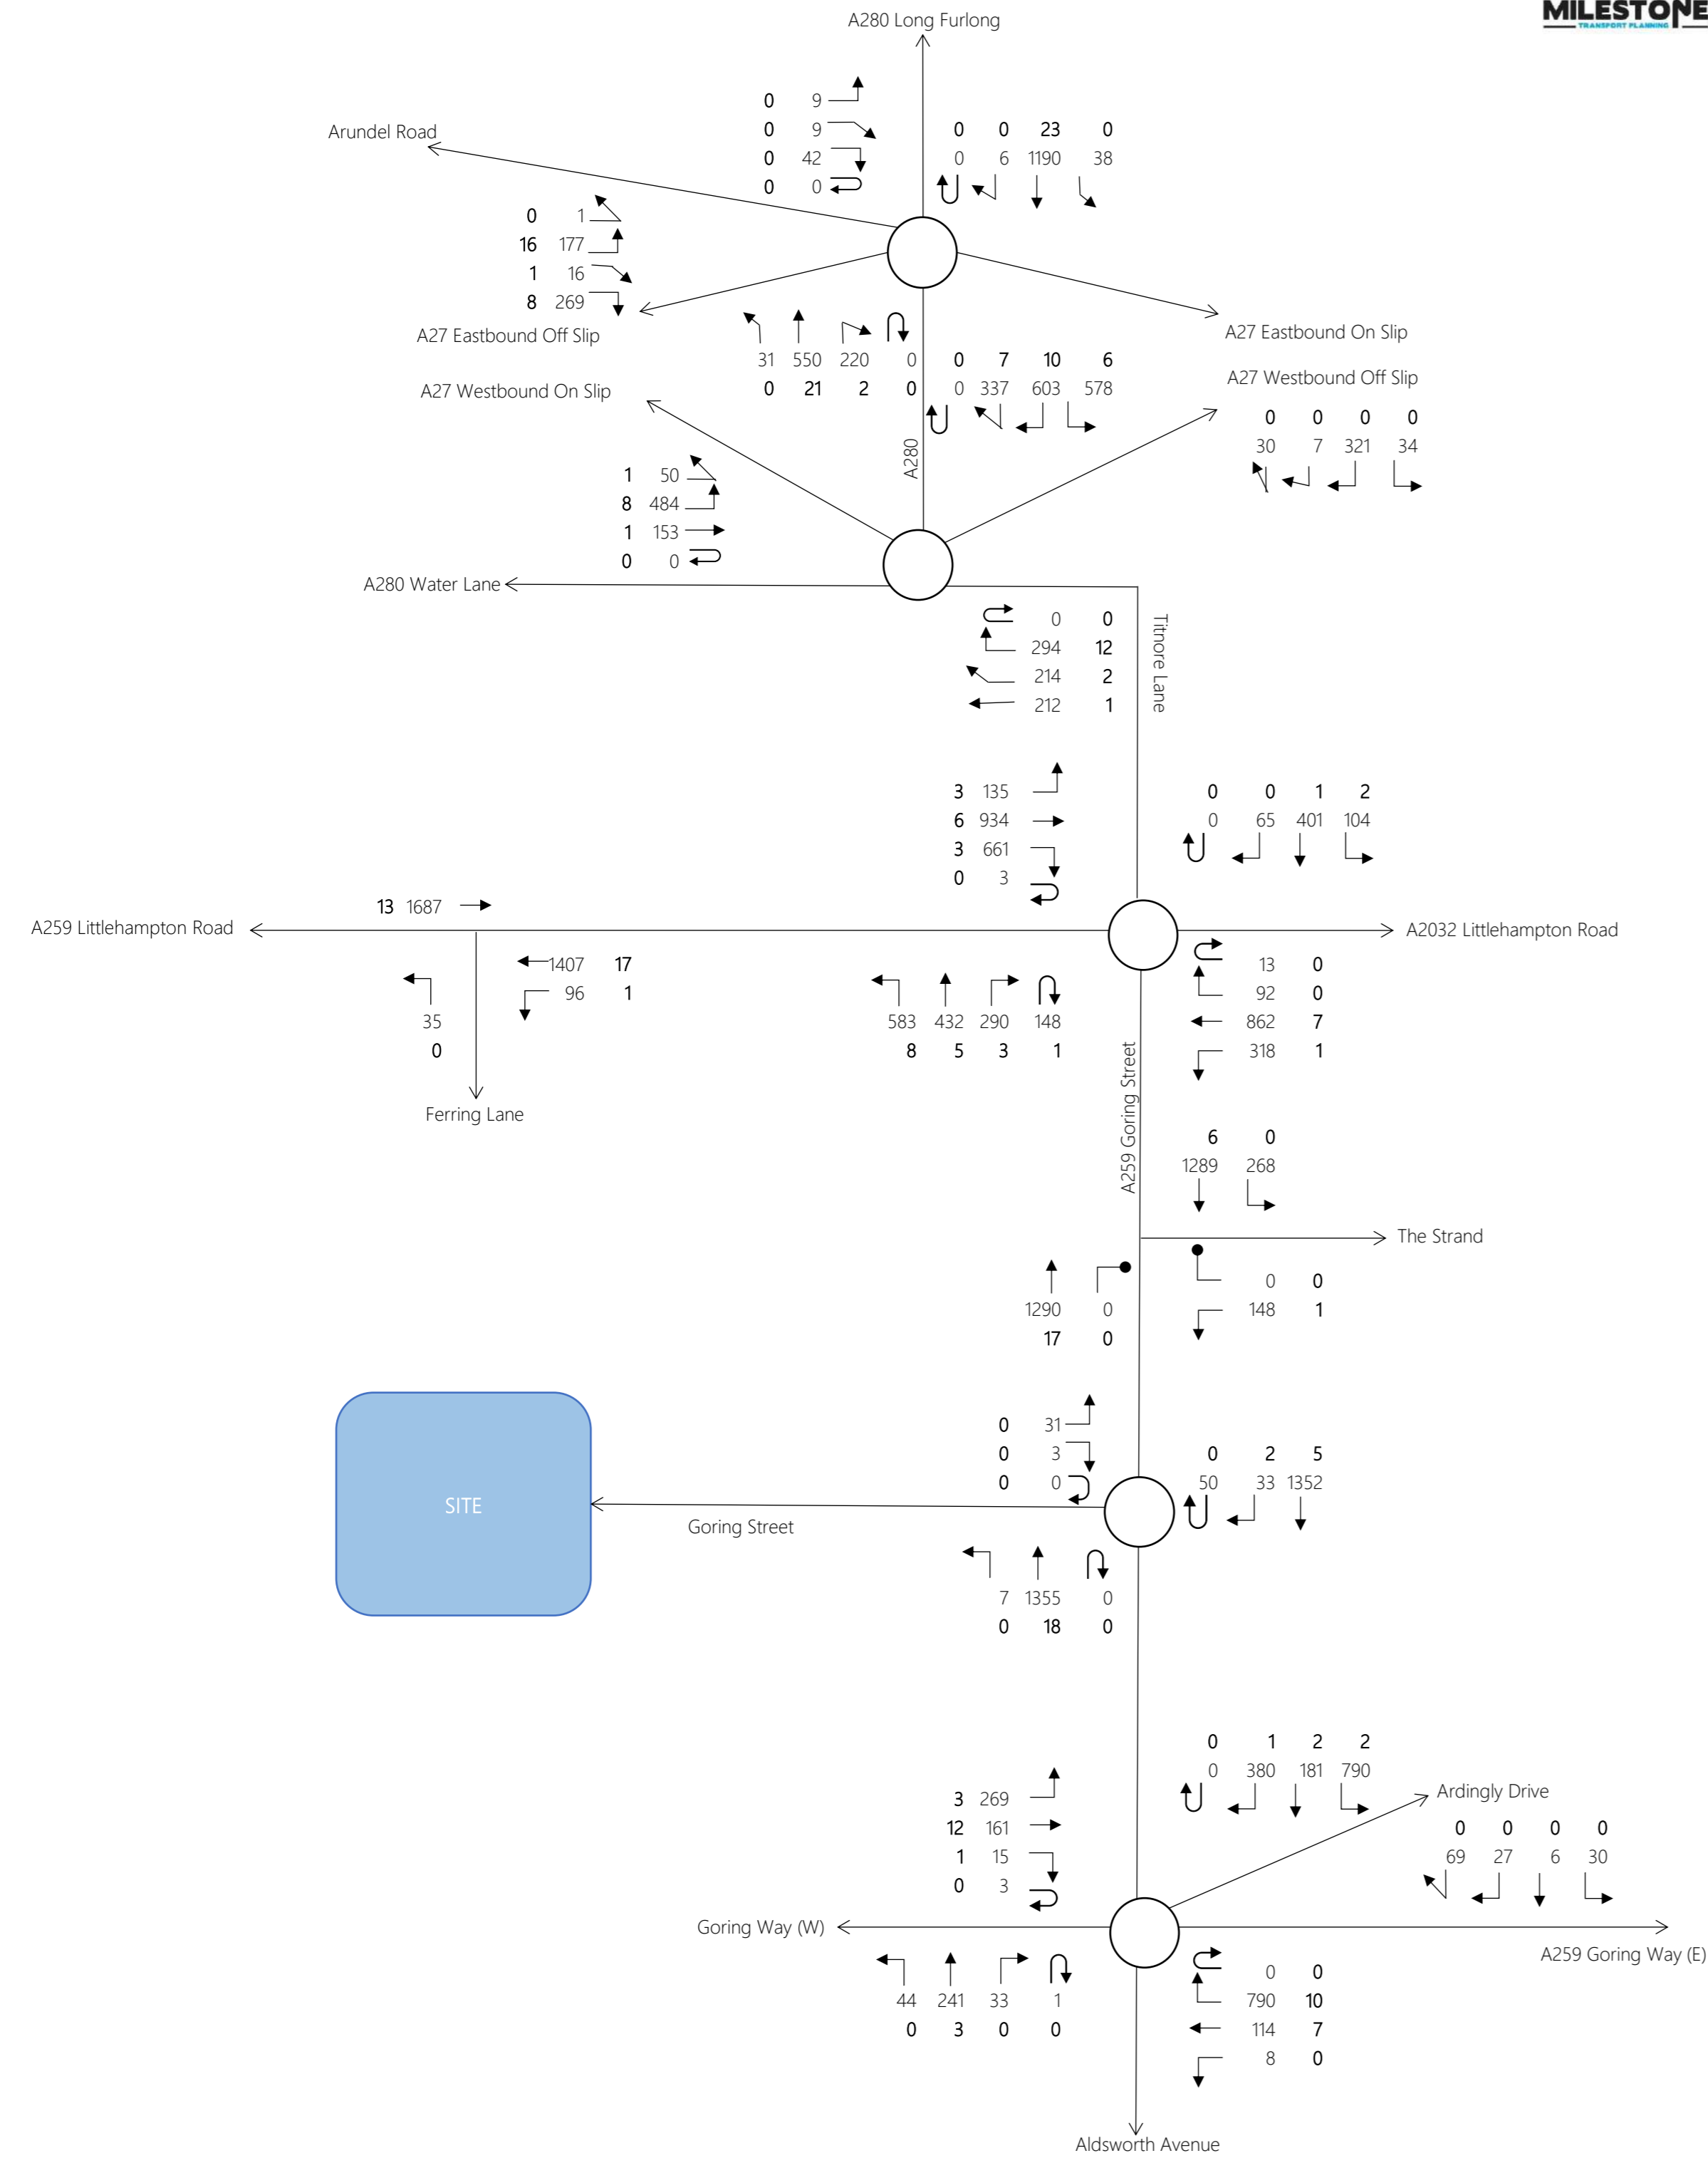 MILESTONE
TRANSPORT PLANNING
A280 Long Furlong
0 9
Arundel Road
0 9
0 0 23 0
0 42
0 6 1190 38
0 0
0 1
16 177
1 16
8 269
A27 Eastbound Off Slip
A27 Eastbound On Slip
31 550 220 0
0 7 10 6
0 21 2 0
0 337 603 578
A27 Westbound On Slip
A27 Westbound Off Slip
0 0 0 0
30 7 321 34
A280
1 50
8 484
1 153
0 0
A280 Water Lane
Titnore Lane
0 0
294 12
214 2
212 1
3 135
6 934
3 661
0 3
0 0 1 2
0 65 401 104
13 1687
A259 Littlehampton Road
A2032 Littlehampton Road
1407 17
96 1
35
0
Ferring Lane
583 432 290 148
8 5 3 1
13 0
92 0
862 7
318 1
A259 Goring Street
6 0
1289 268
The Strand
1290 0
17 0
0 0
148 1
0 31
0 3
0 0
0 2 5
50 33 1352
SITE
Goring Street
7 1355 0
0 18 0
0 1 2 2
0 380 181 790
3 269
12 161
1 15
0 3
Ardingly Drive
0 0 0 0
69 27 6 30
Goring Way (W)
A259 Goring Way (E)
44 241 33 1
0 3 0 0
0 0
790 10
114 7
8 0
Aldsworth Avenue